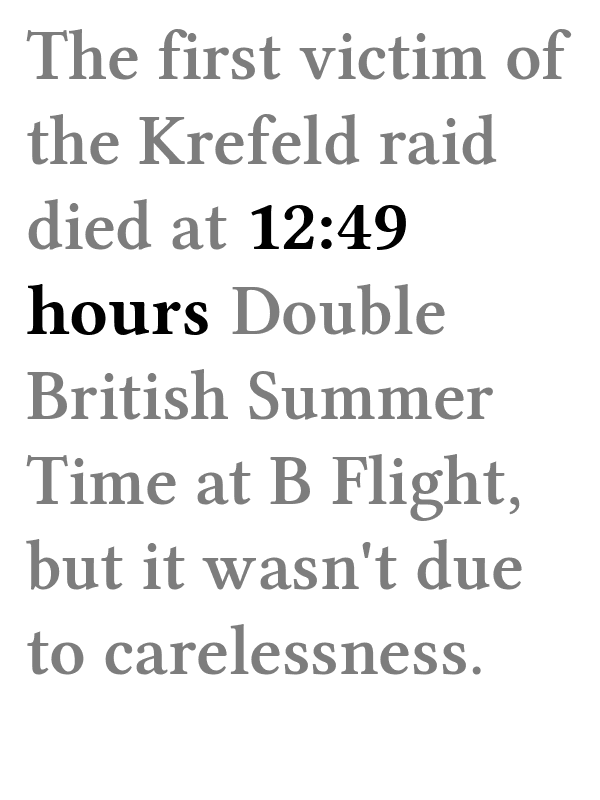 The first victim of
the Krefeld raid
died at 12:49
hours Double
British Summer
Time at B Flight,
but it wasn't due
to carelessness.